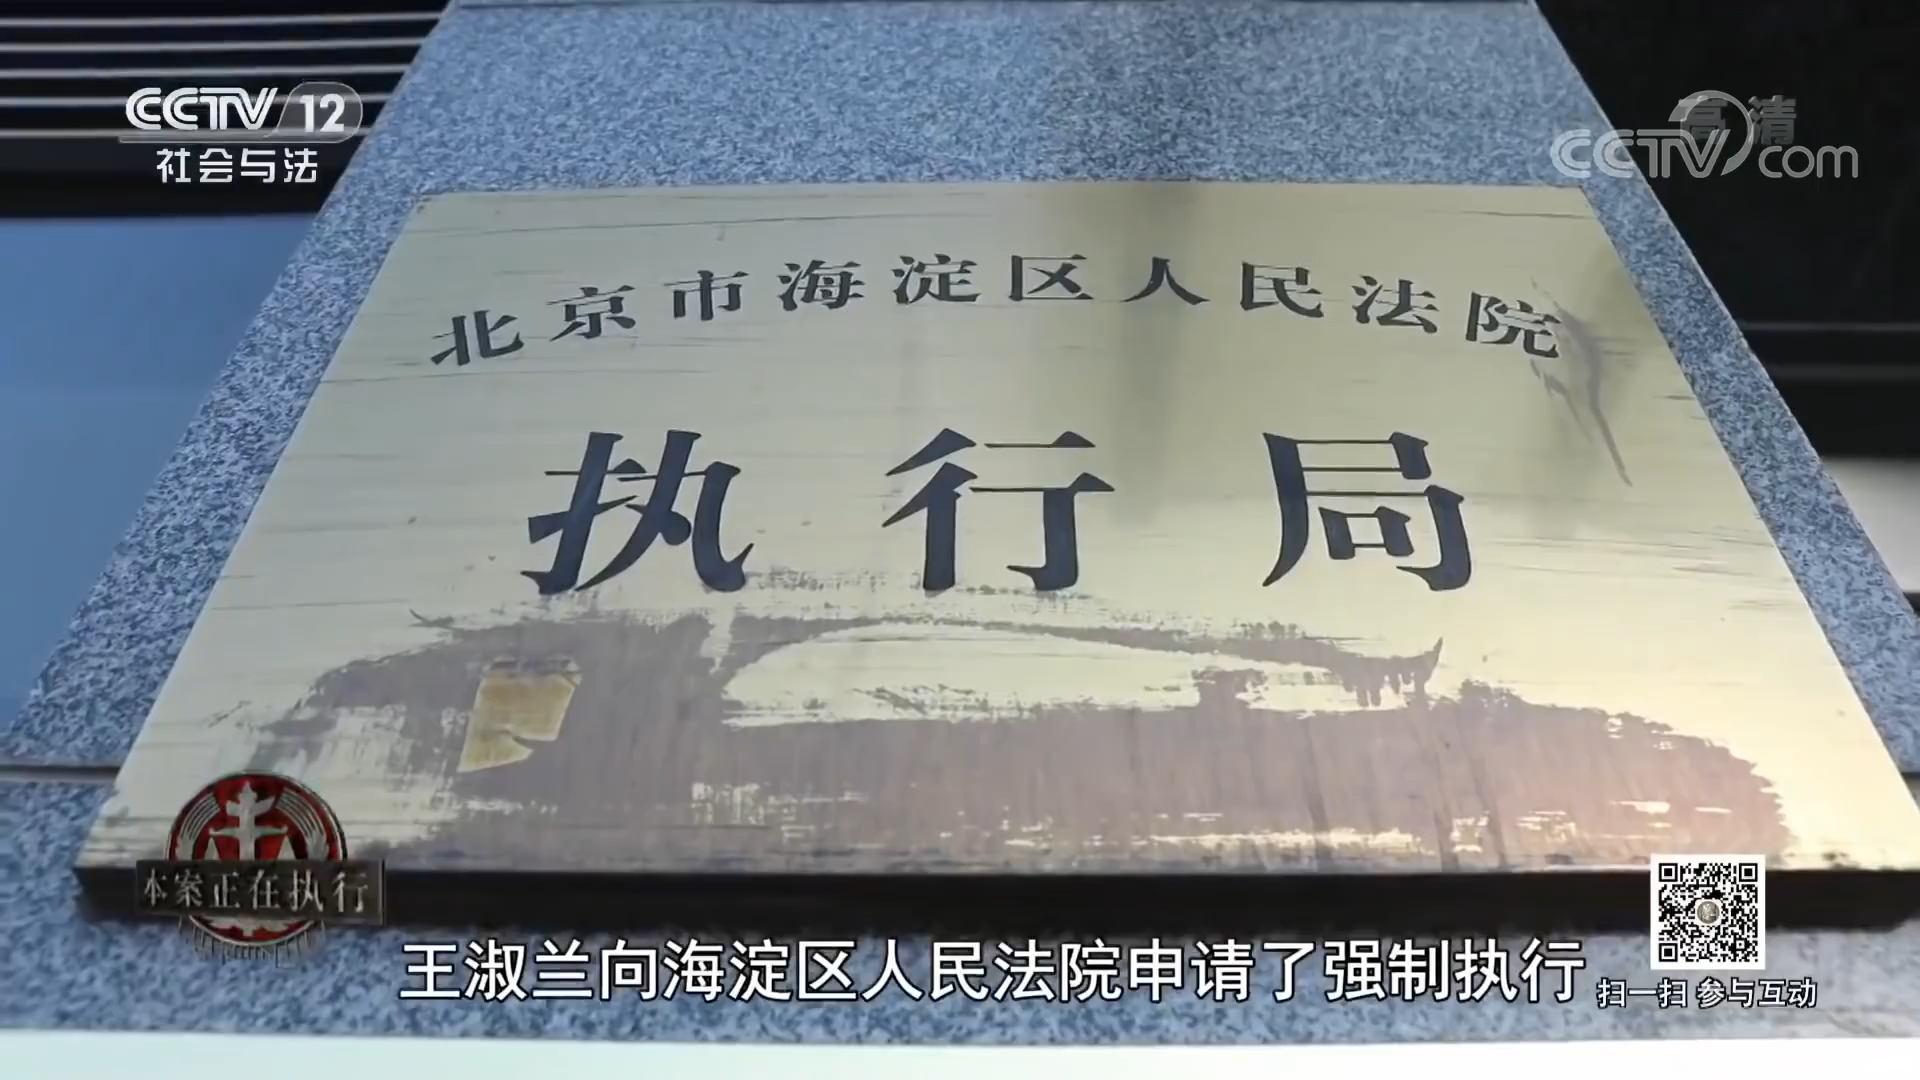 CCTV 12
社会与法
高清
CCTV.com
北京市海淀区人民法院
执行局
本案正在执行
王淑兰向海淀区人民法院申请了强制执行
扫一扫 参与互动